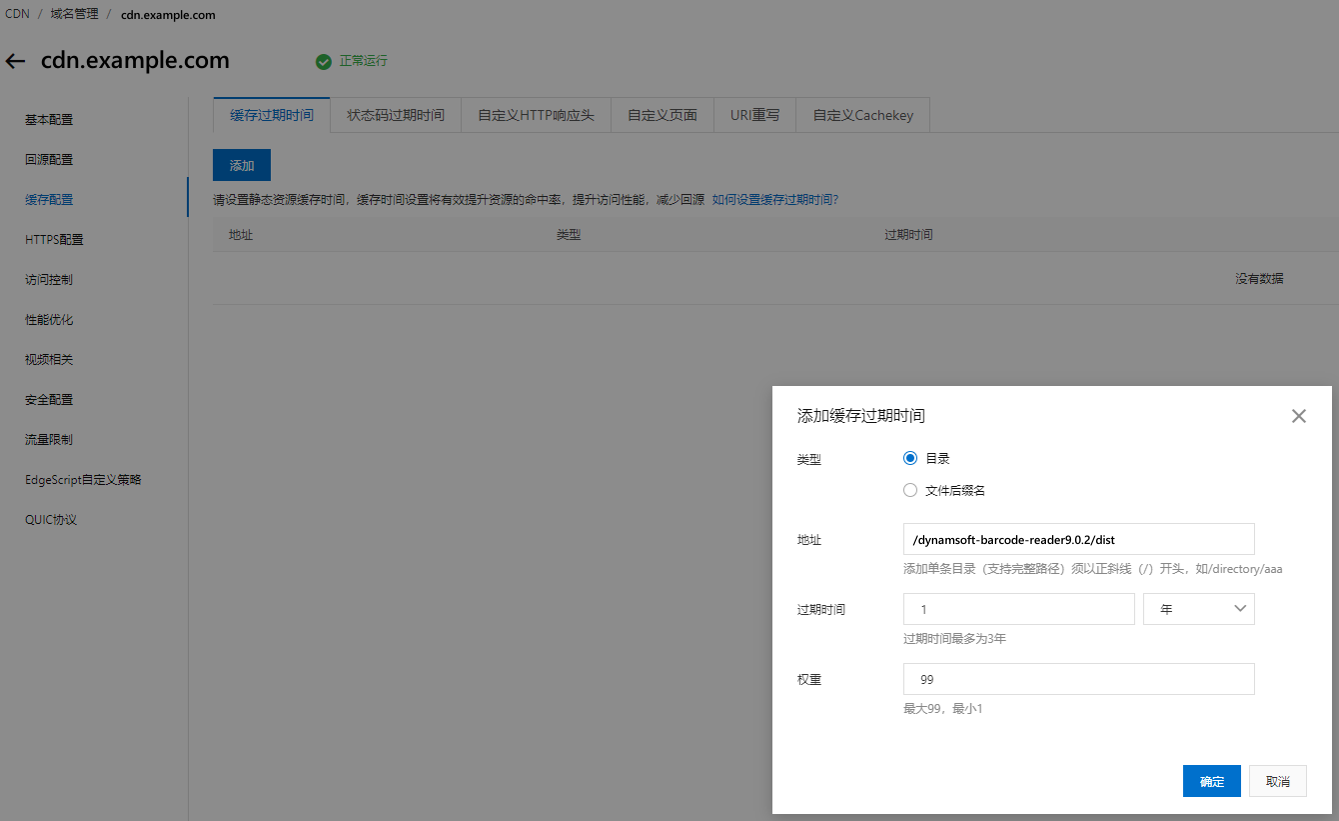 CDN / 域名管理 / cdn.example.com
← cdn.example.com 正常运行
基本配置
回源配置
缓存配置
HTTPS配置
访问控制
性能优化
视频相关
安全配置
流量限制
EdgeScript自定义策略
QUIC协议
缓存过期时间 状态码过期时间 自定义HTTP响应头 自定义页面 URI重写 自定义Cachekey
添加
请设置静态资源缓存时间，缓存时间设置将有效提升资源的命中率，提升访问性能，减少回源 如何设置缓存过期时间?
地址 类型 过期时间
没有数据
添加缓存过期时间
类型 目录
文件后缀名
地址 /dynamsoft-barcode-reader9.0.2/dist
添加单条目录（支持完整路径）须以正斜线（/）开头，如/directory/aaa
过期时间 1 年
过期时间最多为3年
权重 99
最大99，最小1
确定 取消